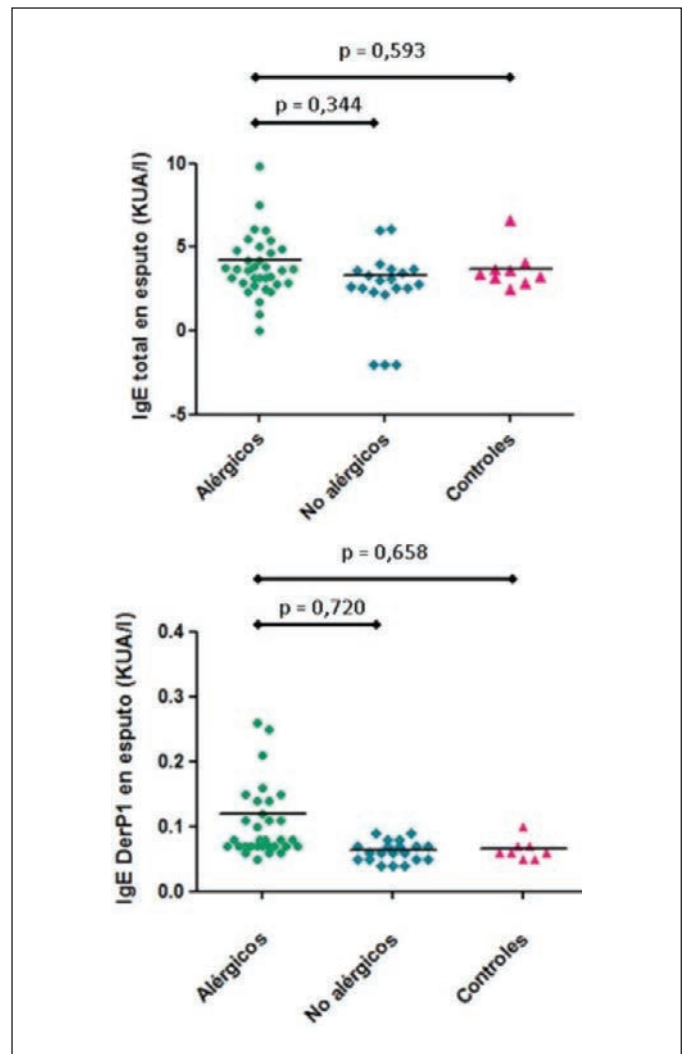 p = 0,593
p = 0,344
IgE total en esputo (KUA/l)
10
5
0
-5
Alérgicos
No alérgicos
Controles
p = 0,658
p = 0,720
IgE DerP1 en esputo (KUA/l)
0.4
0.3
0.2
0.1
0.0
Alérgicos
No alérgicos
Controles